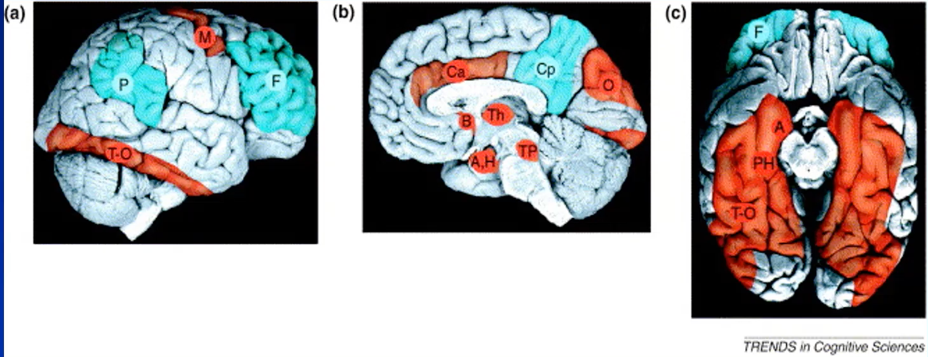 (a)
M
P
F
T-O
(b)
Ca
Cp
O
B
Th
A,H
TP
(c)
F
A
PH
T-O
TRENDS in Cognitive Sciences